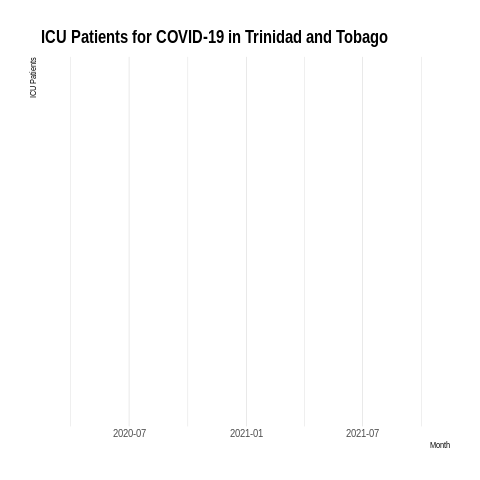 ICU Patients for COVID-19 in Trinidad and Tobago
ICU Patients
2020-07 2021-01 2021-07
Month